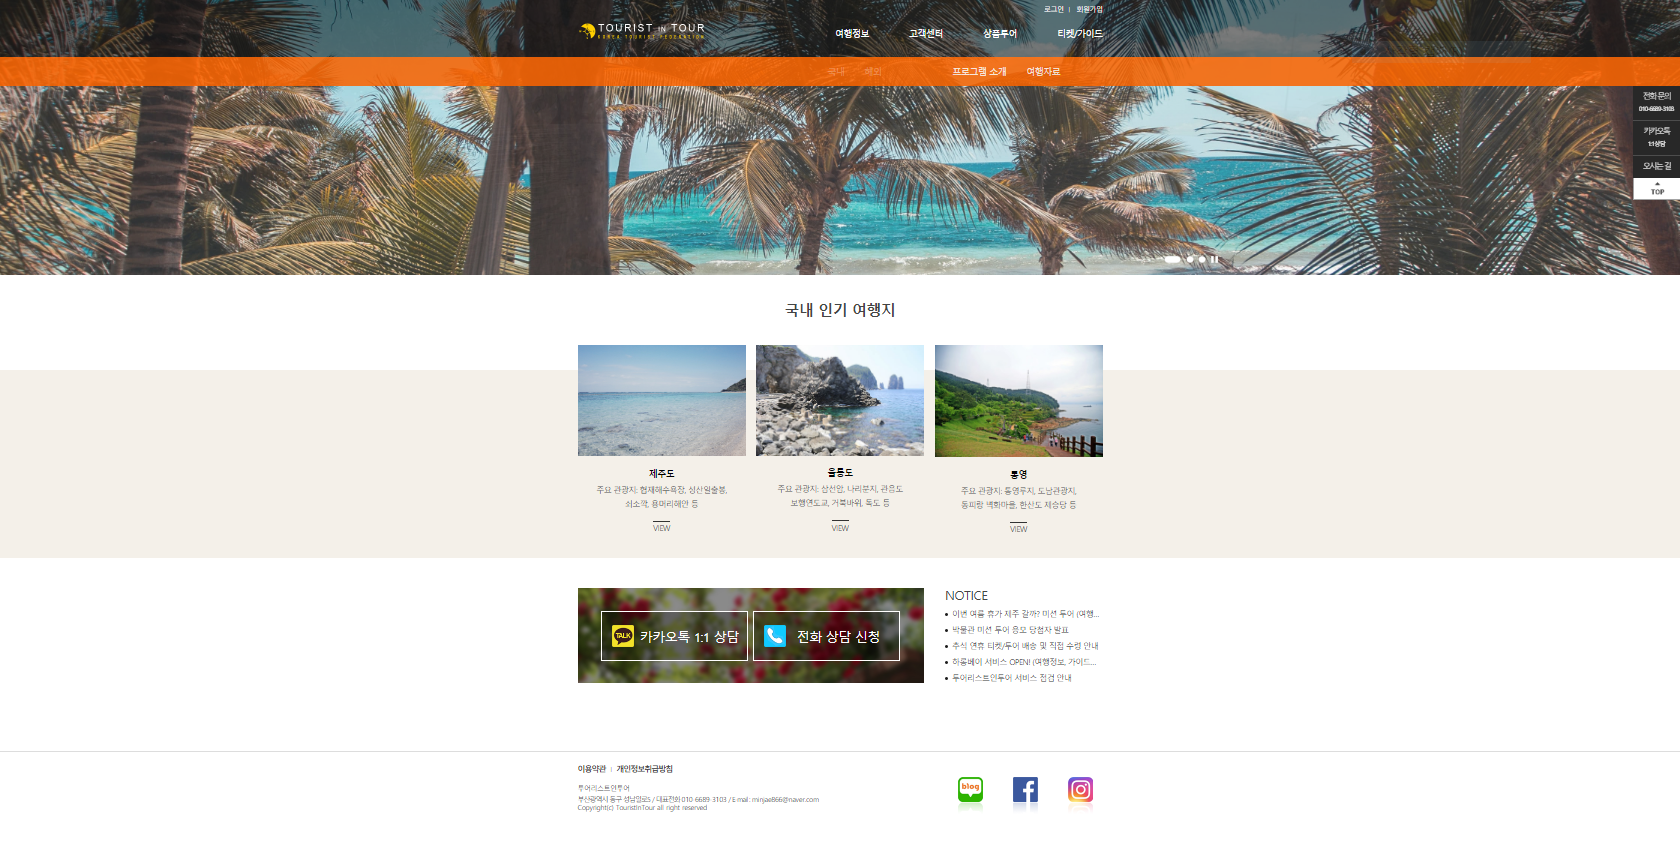 로그인 | 회원가입
TOURIST IN TOUR
KOREA TOURIST FEDERATION
여행정보 고객센터 상품투어 티켓/가이드
국내 해외 프로그램 소개 여행자료
전화 문의
010-6689-3103
카카오톡
1:1 상담
오시는 길
TOP
국내 인기 여행지
제주도
주요 관광지: 협재해수욕장, 성산일출봉,
쇠소깍, 용머리해안 등
VIEW
울릉도
주요 관광지: 삼선암, 나리분지, 관음도
보행연도교, 거북바위, 독도 등
VIEW
통영
주요 관광지: 통영루지, 도남관광지,
동피랑 벽화마을, 한산도 제승당 등
VIEW
TALK 카카오톡 1:1 상담
전화 상담 신청
NOTICE
이번 여름 휴가 제주 갈까? 미션 투어 (여행...
박물관 미션 투어 응모 당첨자 발표
추석 연휴 티켓/투어 배송 및 직접 수령 안내
하롱베이 서비스 OPEN! (여행정보, 가이드...
투어리스트인투어 서비스 점검 안내
이용약관 | 개인정보취급방침
투어리스트인투어
부산광역시 동구 성남일로5 / 대표전화 010-6689-3103 / E-mail: minjae866@naver.com
Copyright(c) TouristInTour all right reserved
blog